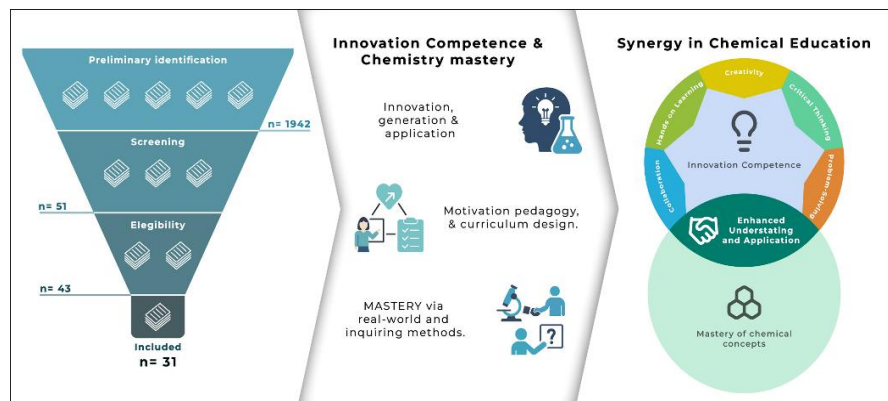 Preliminary identification
n= 1942
Screening
n= 51
Elegibility
n= 43
Included
n= 31
Innovation Competence &
Chemistry mastery
Innovation,
generation &
application
Motivation pedagogy,
& curriculum design.
MASTERY via
real-world and
inquiring methods.
?
Synergy in Chemical Education
Collaboration
Hands on Learning
Creativity
Critical Thinking
Problem-Solving
Innovation Competence
Enhanced
Understating
and Application
Mastery of chemical
concepts